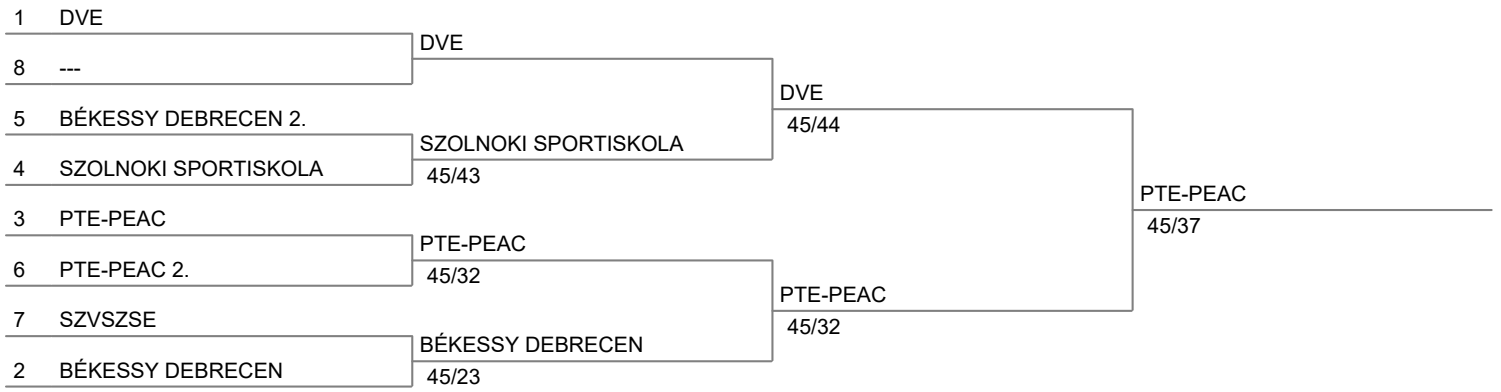 1 DVE
DVE
8 ---
DVE
45/44
5 BÉKESSY DEBRECEN 2.
SZOLNOKI SPORTISKOLA
45/43
4 SZOLNOKI SPORTISKOLA
PTE-PEAC
45/37
3 PTE-PEAC
PTE-PEAC
45/32
6 PTE-PEAC 2.
PTE-PEAC
45/32
7 SZVSZSE
BÉKESSY DEBRECEN
45/23
2 BÉKESSY DEBRECEN